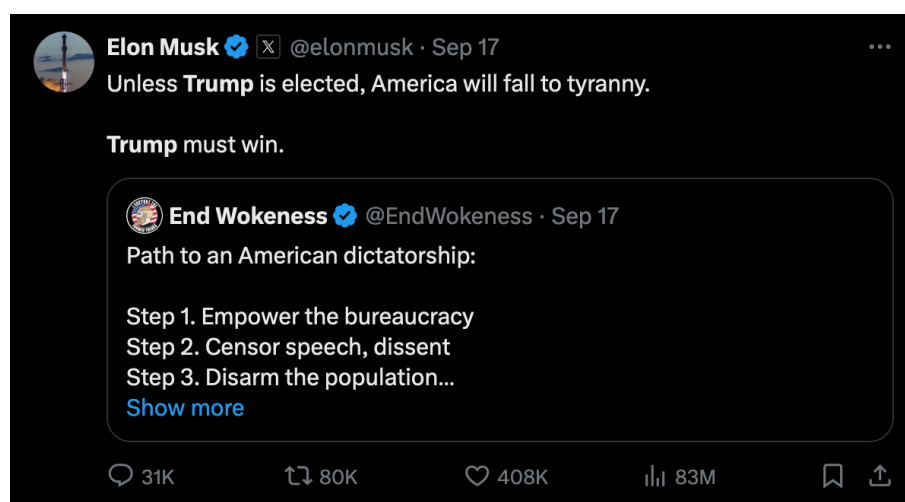 Elon Musk @elonmusk · Sep 17
Unless Trump is elected, America will fall to tyranny.
Trump must win.
End Wokeness @EndWokeness · Sep 17
Path to an American dictatorship:
Step 1. Empower the bureaucracy
Step 2. Censor speech, dissent
Step 3. Disarm the population...
Show more
31K 80K 408K 83M